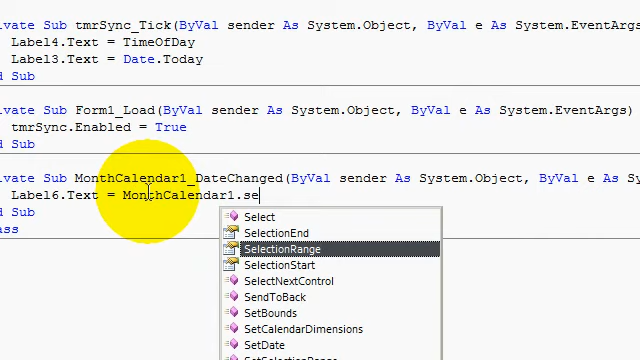 ivate Sub tmrSync_Tick(ByVal sender As System.Object, ByVal e As System.EventArgs
Label4.Text = TimeOfDay
Label3.Text = Date.Today
d Sub
ivate Sub Form1_Load(ByVal sender As System.Object, ByVal e As System.EventArgs)
tmrSync.Enabled = True
d Sub
ivate Sub MonthCalendar1_DateChanged(ByVal sender As System.Object, ByVal e As Sy
Label6.Text = MonthCalendar1.se
d Sub
ass
Select
SelectionEnd
SelectionRange
SelectionStart
SelectNextControl
SendToBack
SetBounds
SetCalendarDimensions
SetDate
SetSelectionRange